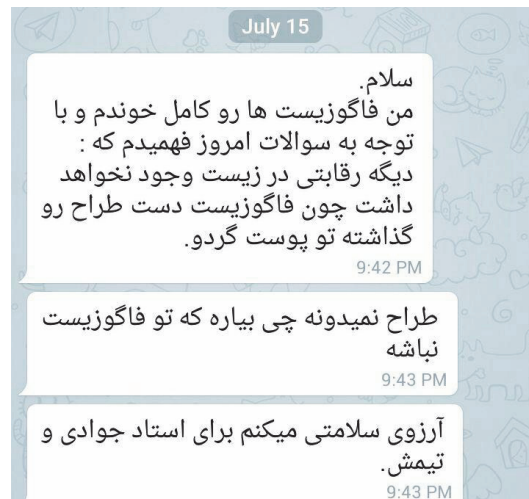 July 15
سلام.
من فاگوزیست ها رو کامل خوندم و با
توجه به سوالات امروز فهمیدم که :
دیگه رقابتی در زیست وجود نخواهد
داشت چون فاگوزیست دست طراح رو
گذاشته تو پوست گردو.
9:42 PM
طراح نمیدونه چی بیاره که تو فاگوزیست
نباشه
9:43 PM
آرزوی سلامتی میکنم برای استاد جوادی و
تیمش.
9:43 PM